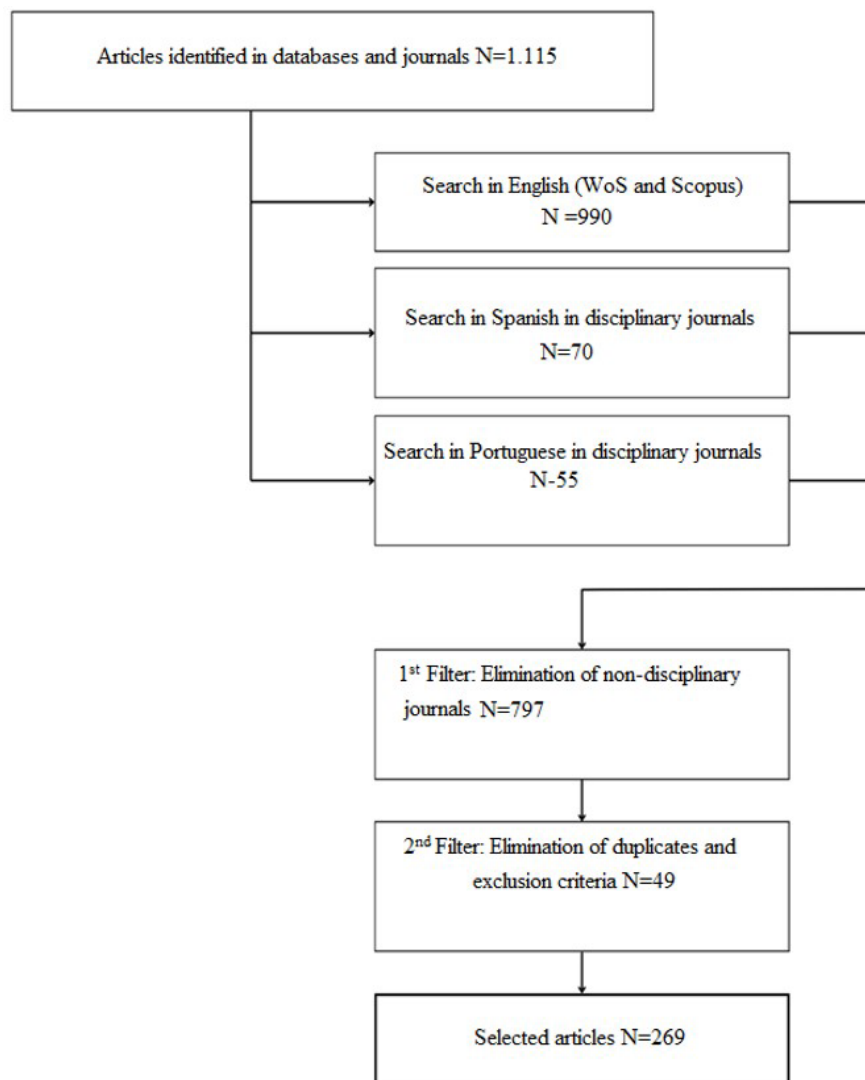 Articles identified in databases and journals N=1.115
Search in English (WoS and Scopus)
N =990
Search in Spanish in disciplinary journals
N=70
Search in Portuguese in disciplinary journals
N-55
1st Filter: Elimination of non-disciplinary
journals N=797
2nd Filter: Elimination of duplicates and
exclusion criteria N=49
Selected articles N=269